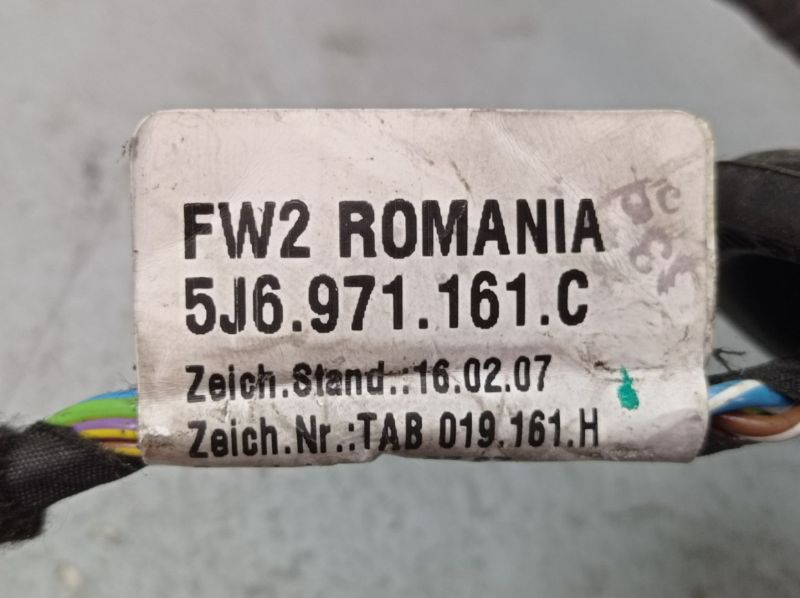 FW2 ROMANIA
5J6.971.161.C
Zeich.Stand.:16.02.07
Zeich.Nr.:TAB 019.161.H